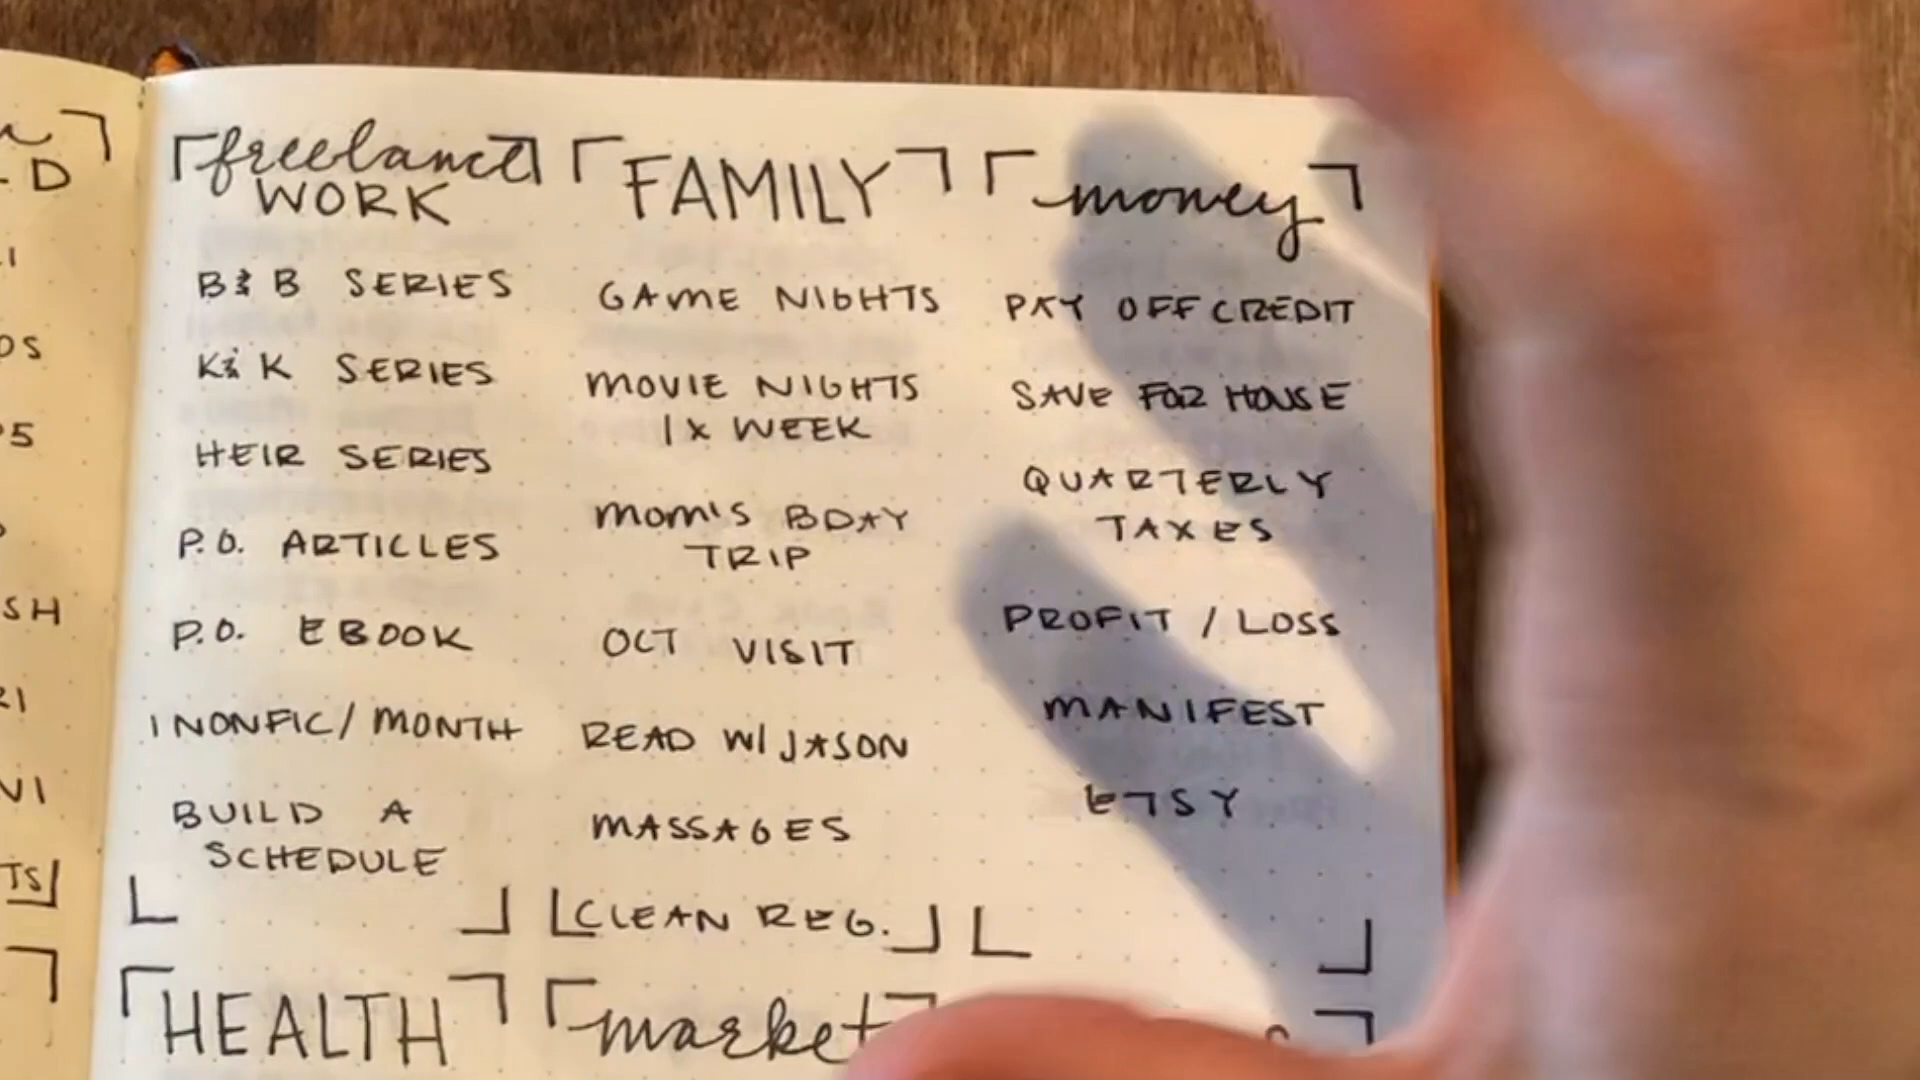 freelance
WORK
B & B SERIES
K & K SERIES
HEIR SERIES
P.O. ARTICLES
P.O. EBOOK
1 NONFIC/MONTH
BUILD A
SCHEDULE
FAMILY
GAME NIGHTS
MOVIE NIGHTS
1 X WEEK
MOM'S BDAY
TRIP
OCT VISIT
READ W/ JASON
MASSAGES
CLEAN REG.
money
PAY OFF CREDIT
SAVE FOR HOUSE
QUARTERLY
TAXES
PROFIT / LOSS
MANIFEST
ETSY
HEALTH
market